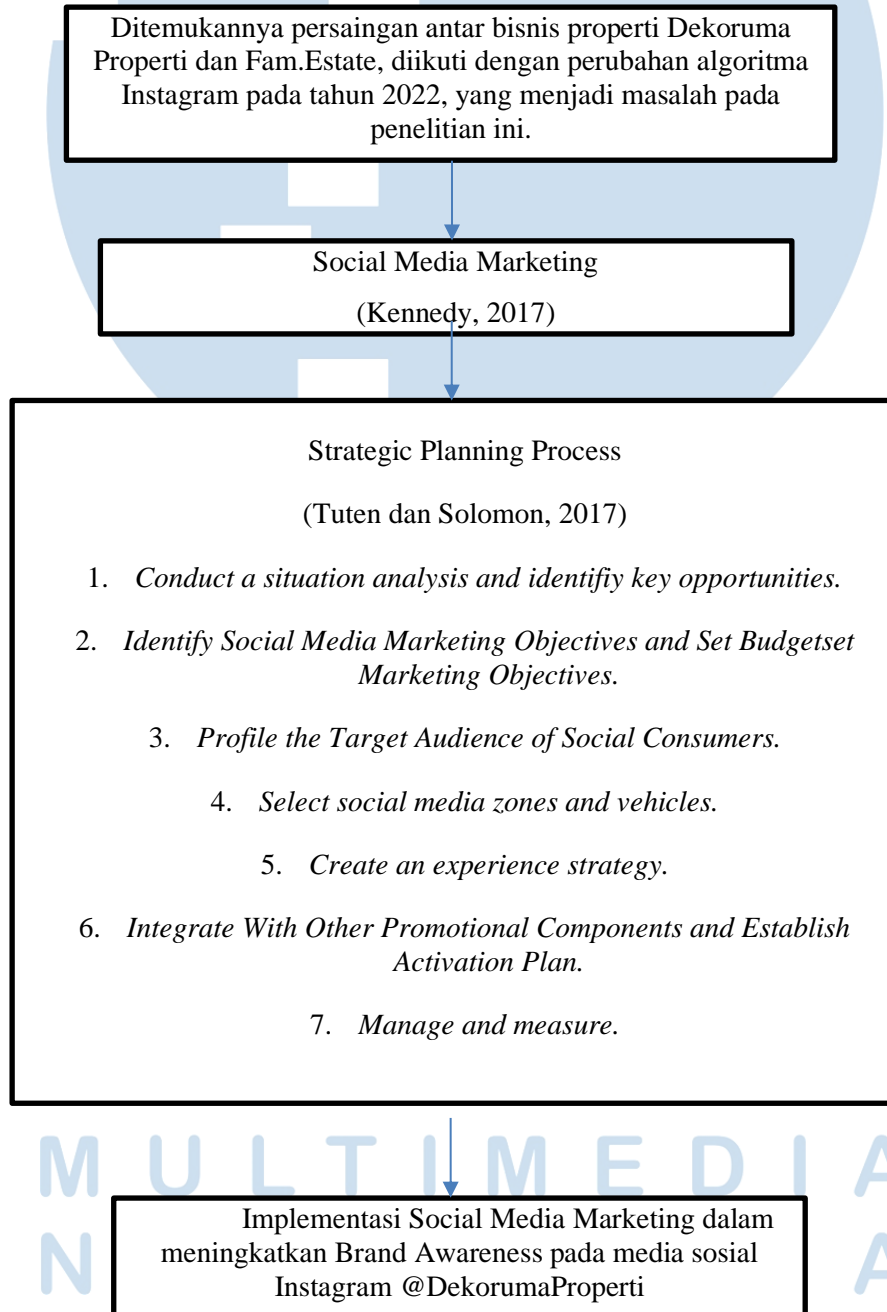 Ditemukannya persaingan antar bisnis properti Dekoruma
Properti dan Fam.Estate, diikuti dengan perubahan algoritma
Instagram pada tahun 2022, yang menjadi masalah pada
penelitian ini.
Social Media Marketing
(Kennedy, 2017)
Strategic Planning Process
(Tuten dan Solomon, 2017)
1. Conduct a situation analysis and identifiy key opportunities.
2. Identify Social Media Marketing Objectives and Set Budgetset
Marketing Objectives.
3. Profile the Target Audience of Social Consumers.
4. Select social media zones and vehicles.
5. Create an experience strategy.
6. Integrate With Other Promotional Components and Establish
Activation Plan.
7. Manage and measure.
MULTIMEDIA
Implementasi Social Media Marketing dalam
meningkatkan Brand Awareness pada media sosial
Instagram @DekorumaProperti